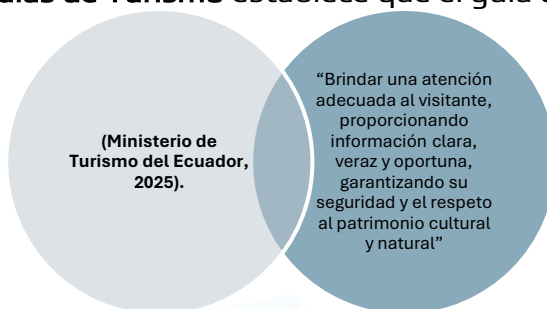 de Turismo establece que el guía
(Ministerio de
Turismo del Ecuador,
2025).
“Brindar una atención
adecuada al visitante,
proporcionando
información clara,
veraz y oportuna,
garantizando su
seguridad y el respeto
al patrimonio cultural
y natural”